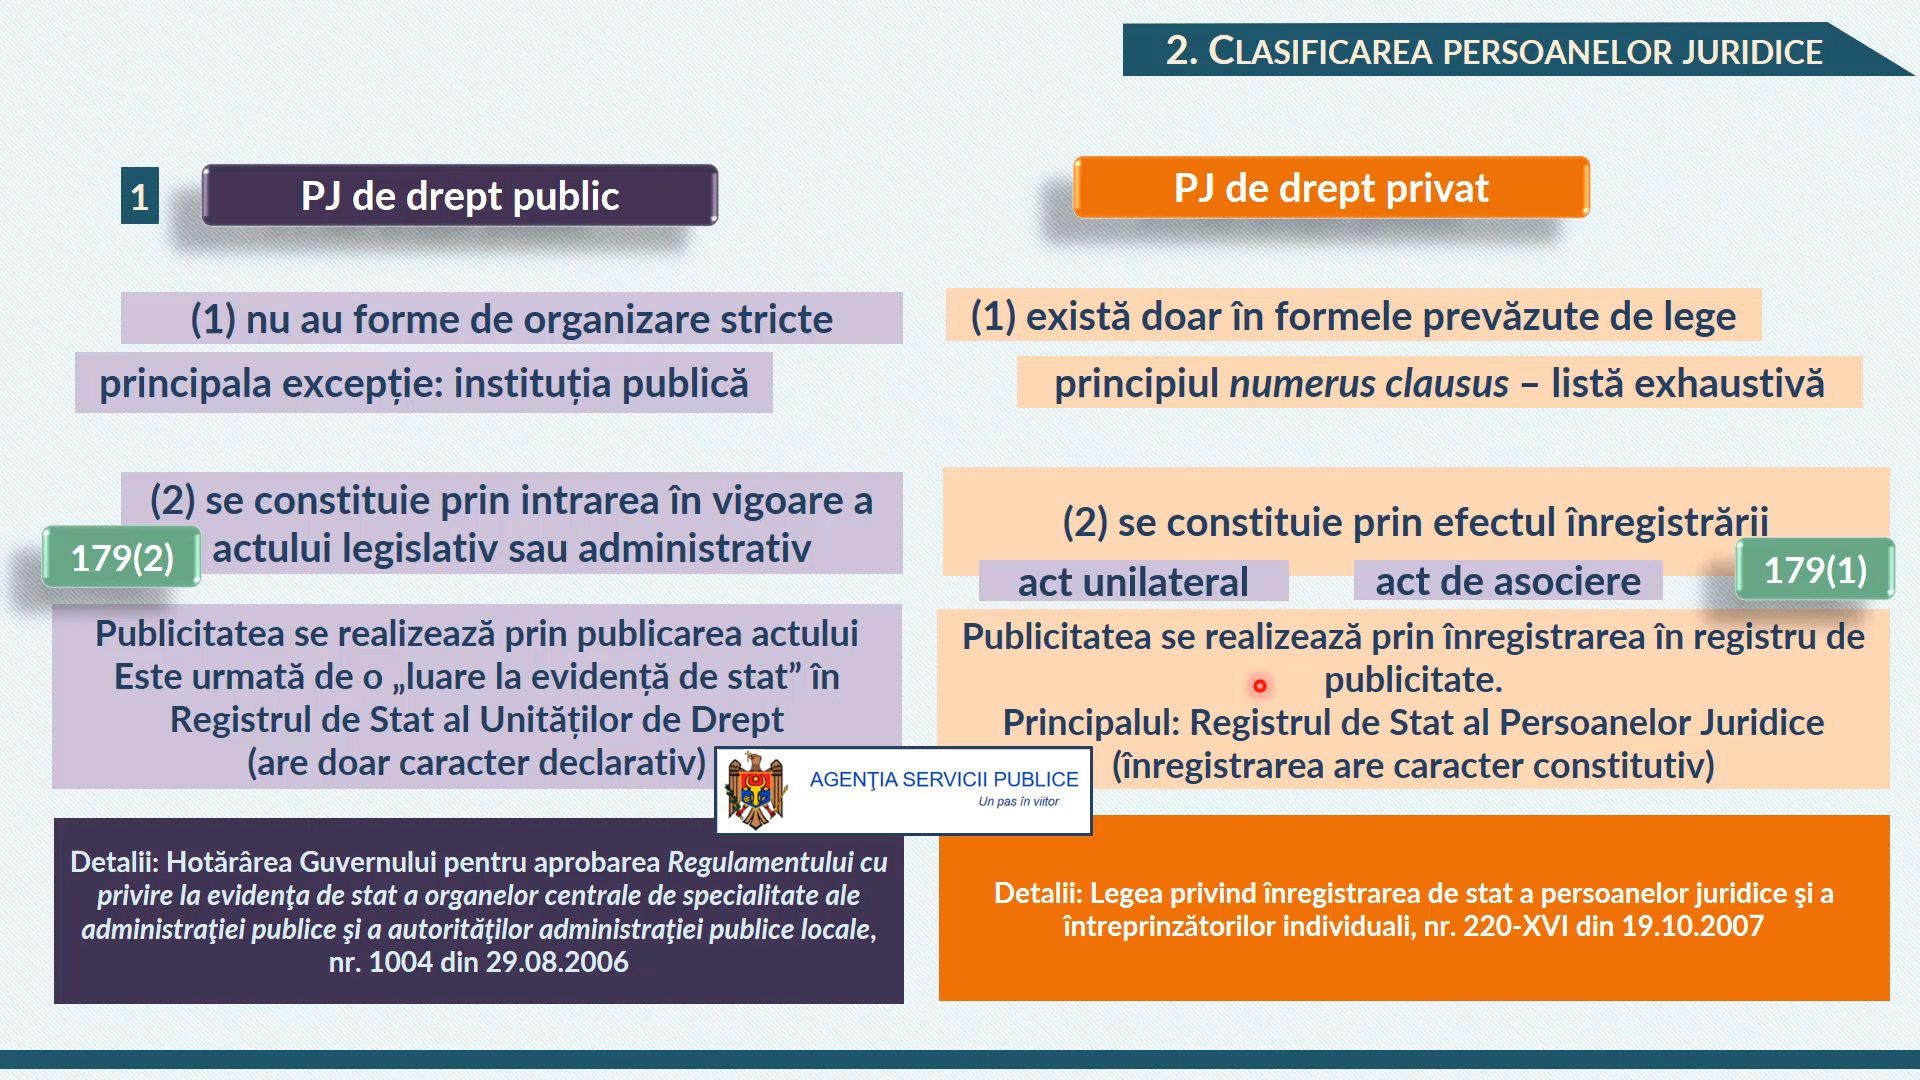 2. CLASIFICAREA PERSOANELOR JURIDICE
1
PJ de drept public
(1) nu au forme de organizare stricte
principala excepție: instituția publică
(2) se constituie prin intrarea în vigoare a
actului legislativ sau administrativ
179(2)
Publicitatea se realizează prin publicarea actului
Este urmată de o „luare la evidență de stat” în
Registrul de Stat al Unităților de Drept
(are doar caracter declarativ)
Detalii: Hotărârea Guvernului pentru aprobarea Regulamentului cu
privire la evidenţa de stat a organelor centrale de specialitate ale
administraţiei publice şi a autorităţilor administraţiei publice locale,
nr. 1004 din 29.08.2006
PJ de drept privat
(1) există doar în formele prevăzute de lege
principiul numerus clausus – listă exhaustivă
(2) se constituie prin efectul înregistrării
act unilateral
act de asociere
179(1)
Publicitatea se realizează prin înregistrarea în registru de
publicitate.
Principalul: Registrul de Stat al Persoanelor Juridice
(înregistrarea are caracter constitutiv)
AGENŢIA SERVICII PUBLICE
Un pas în viitor
Detalii: Legea privind înregistrarea de stat a persoanelor juridice şi a
întreprinzătorilor individuali, nr. 220-XVI din 19.10.2007